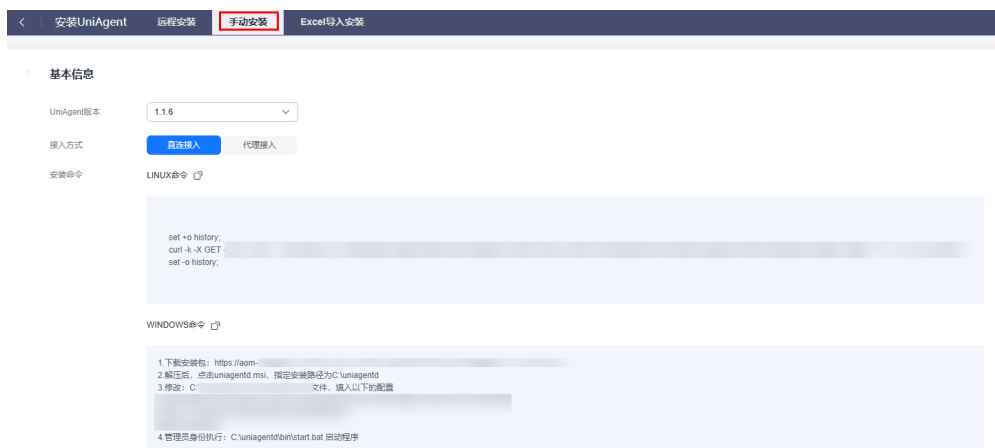 安装UniAgent 远程安装 手动安装 Excel导入安装
基本信息
UniAgent版本 1.1.6
接入方式 直连接入 代理接入
安装命令 LINUX命令
set +o history;
curl -k -X GET
set -o history;
WINDOWS命令
1.下载安装包：https://aom-
2.解压后，点击uniagentd.msi，指定安装路径为C:\uniagentd
3.修改：C: 文件，填入以下的配置
4.管理员身份执行：C:\uniagentd\bin\start.bat 启动程序